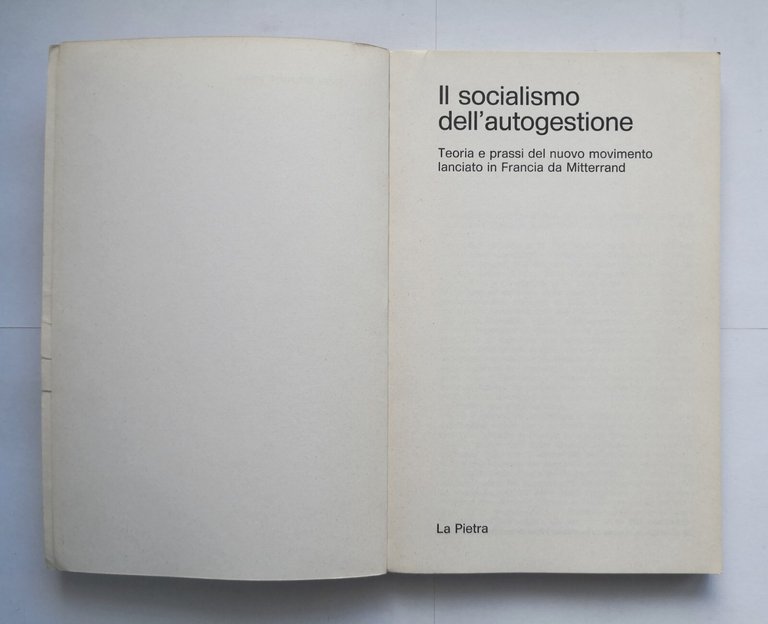 Il socialismo
dell'autogestione
Teoria e prassi del nuovo movimento
lanciato in Francia da Mitterrand
La Pietra